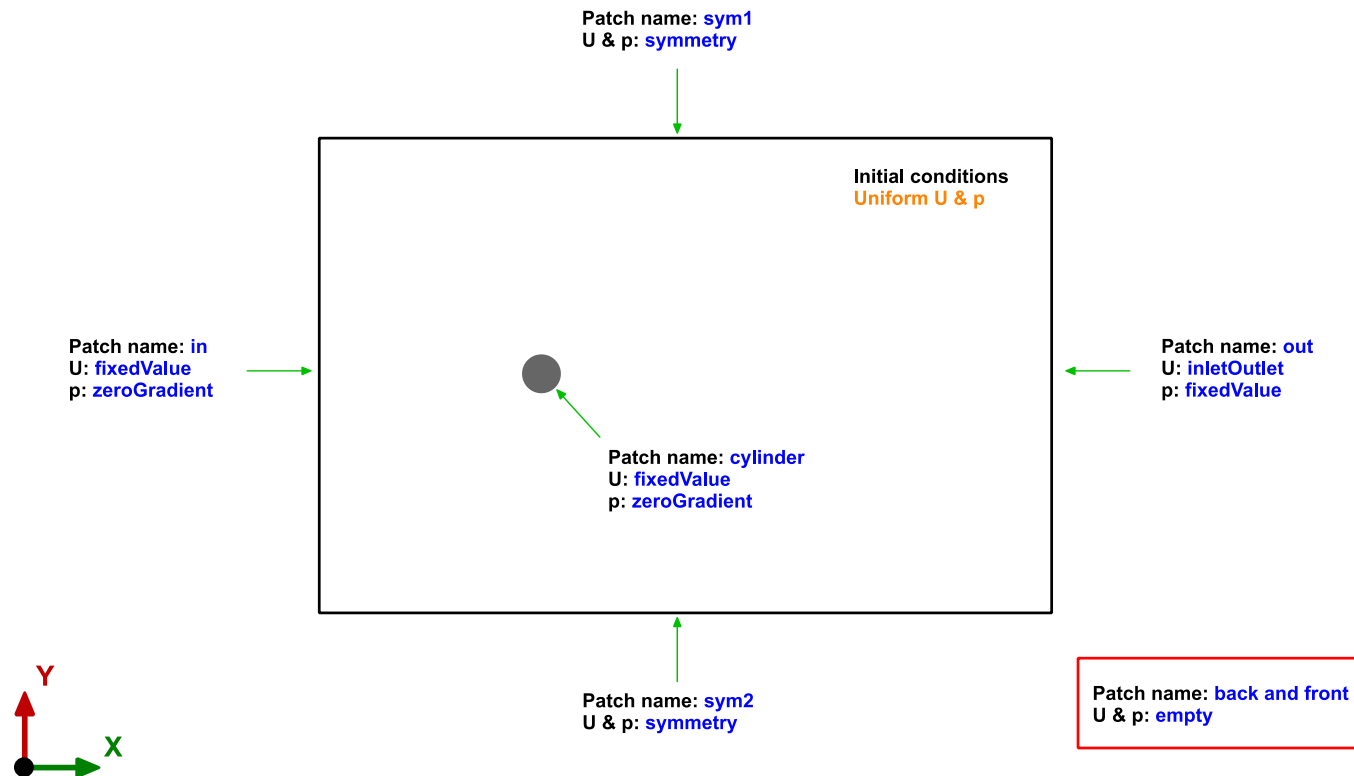 Patch name: sym1
U & p: symmetry
Initial conditions
Uniform U & p
Patch name: in
U: fixedValue
p: zeroGradient
Patch name: out
U: inletOutlet
p: fixedValue
Patch name: cylinder
U: fixedValue
p: zeroGradient
Patch name: sym2
U & p: symmetry
Patch name: back and front
U & p: empty
Y
X